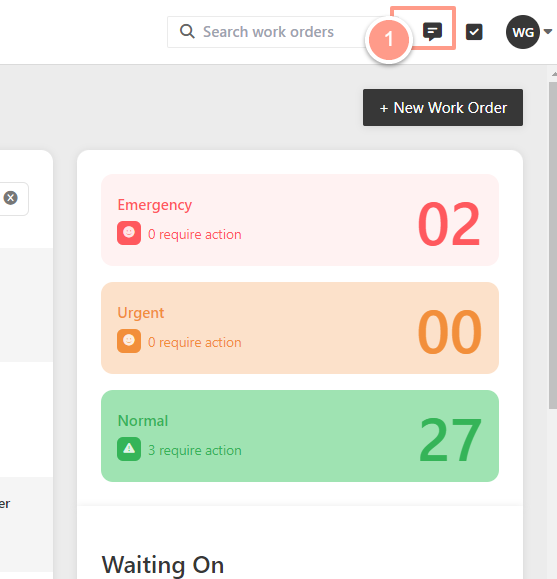 Search work orders
1
WG
+ New Work Order
Emergency
0 require action
02
Urgent
0 require action
00
Normal
3 require action
27
er
Waiting On